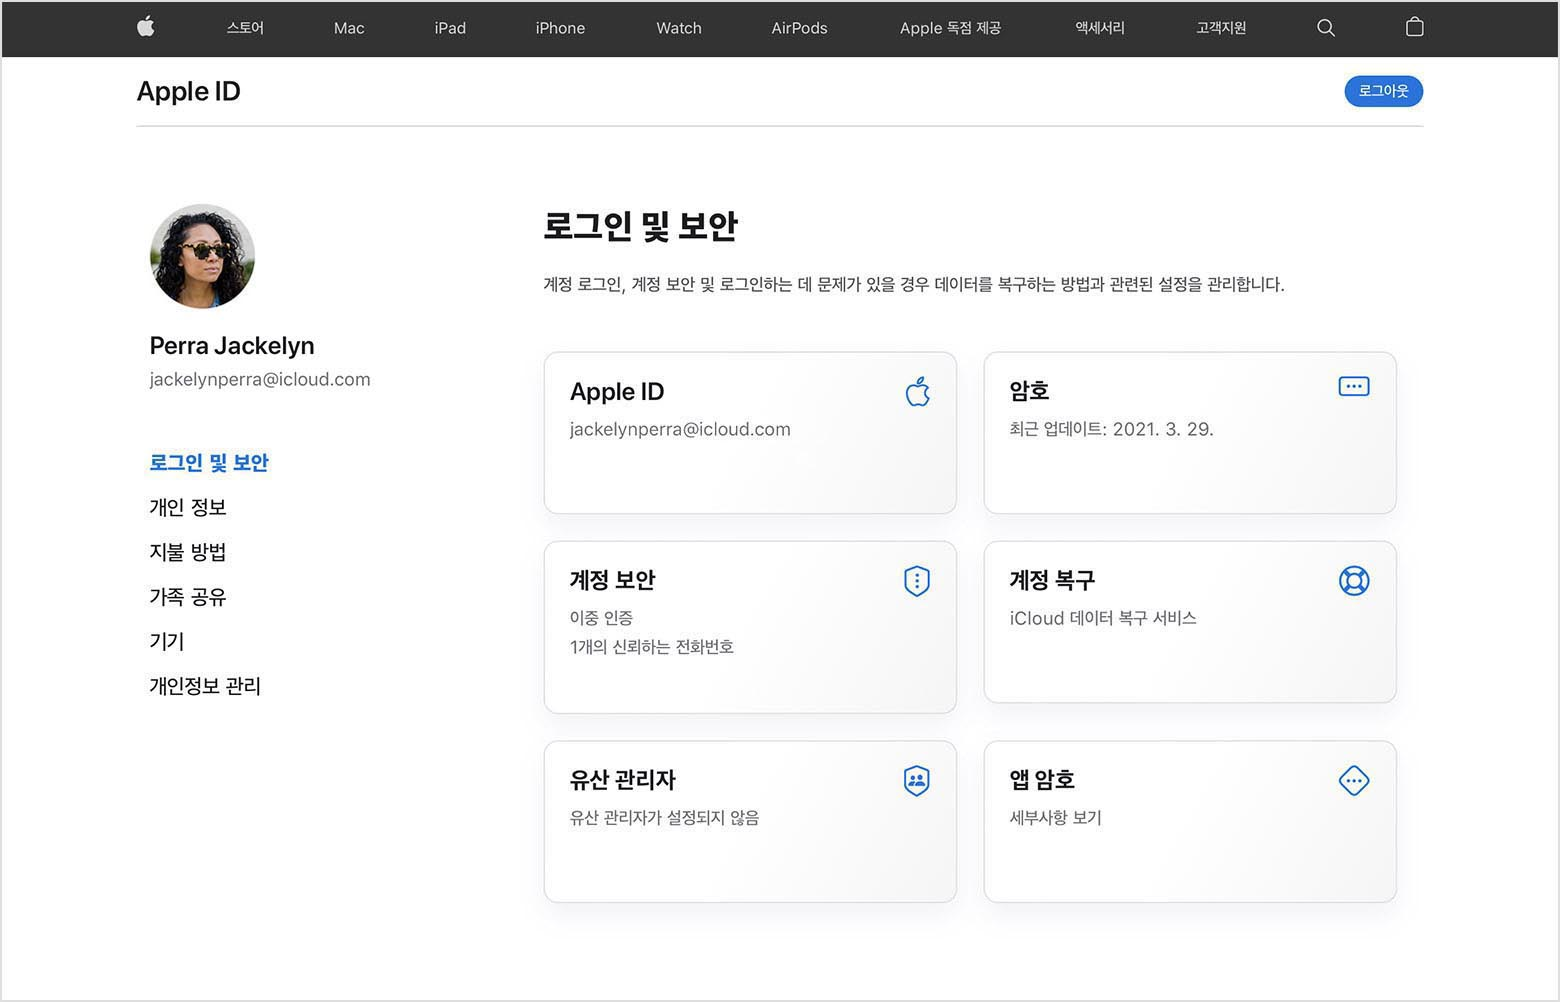 스토어
Mac
iPad
iPhone
Watch
AirPods
Apple 독점 제공
액세서리
고객지원
Apple ID
로그아웃
Perra Jackelyn
jackelynperra@icloud.com
로그인 및 보안
개인 정보
지불 방법
가족 공유
기기
개인정보 관리
로그인 및 보안
계정 로그인, 계정 보안 및 로그인하는 데 문제가 있을 경우 데이터를 복구하는 방법과 관련된 설정을 관리합니다.
Apple ID
jackelynperra@icloud.com
암호
최근 업데이트: 2021. 3. 29.
계정 보안
이중 인증
1개의 신뢰하는 전화번호
계정 복구
iCloud 데이터 복구 서비스
유산 관리자
유산 관리자가 설정되지 않음
앱 암호
세부사항 보기